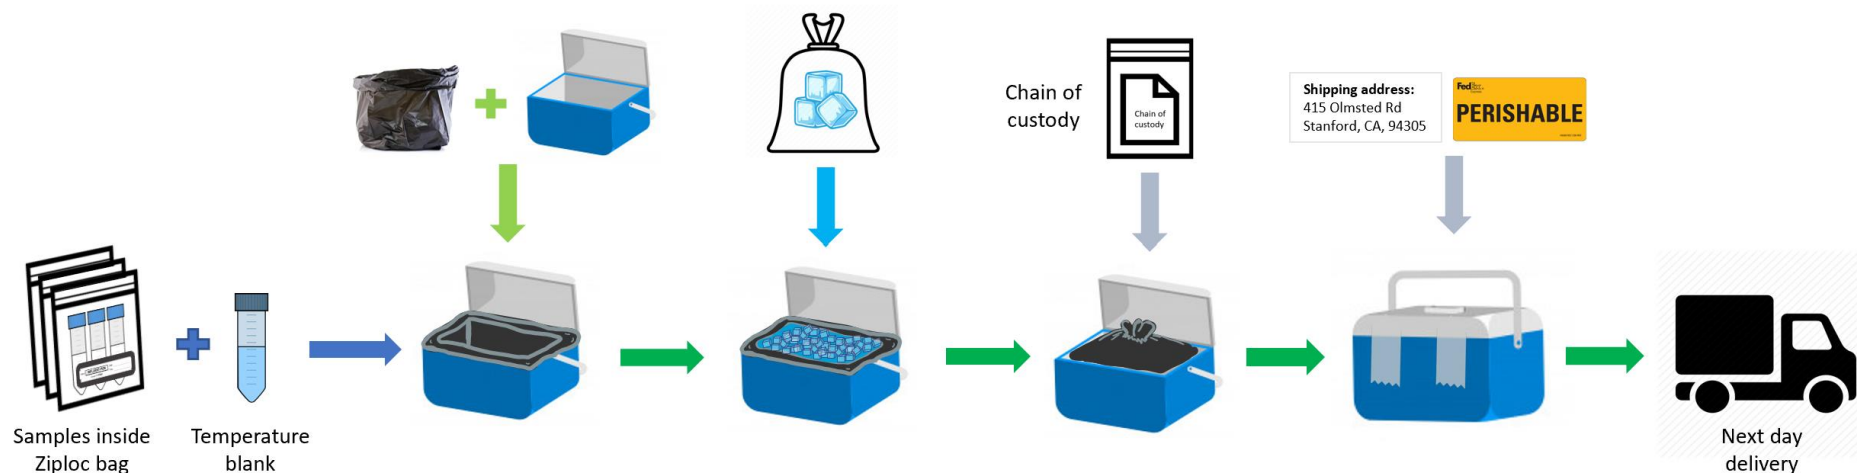 Chain of
custody
Chain of
custody
Shipping address:
415 Olmsted Rd
Stanford, CA, 94305
Fed
PERISHABLE
Samples inside
Ziploc bag
Temperature
blank
Next day
delivery